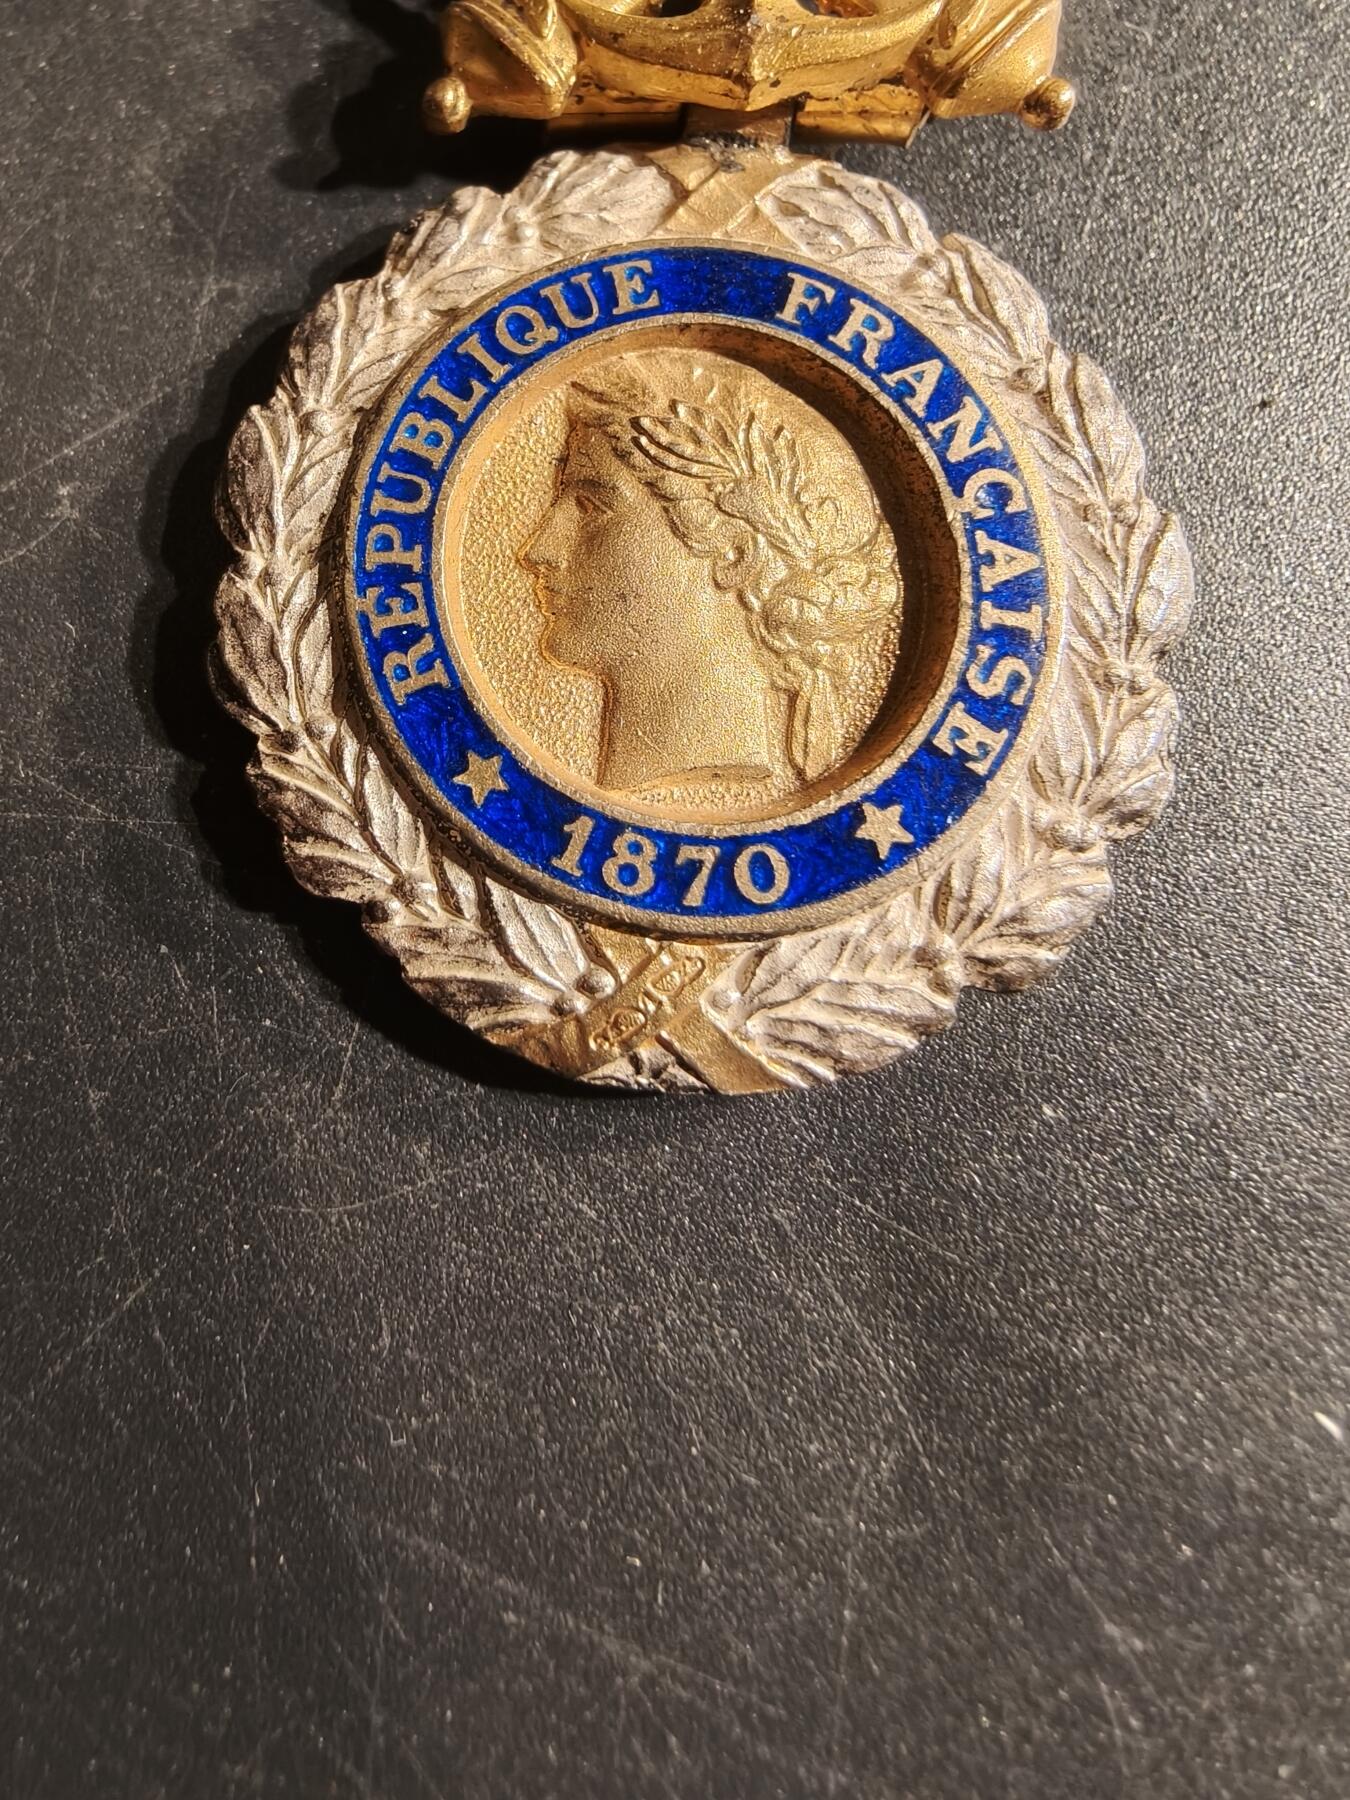 RÉPUBLIQUE FRANÇAISE
★ 1870 ★